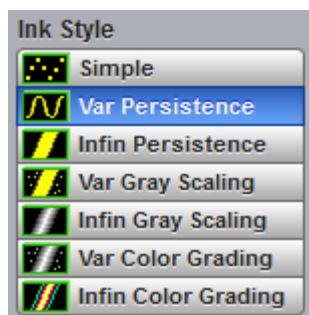 Ink Style
Simple
Var Persistence
Infin Persistence
Var Gray Scaling
Infin Gray Scaling
Var Color Grading
Infin Color Grading